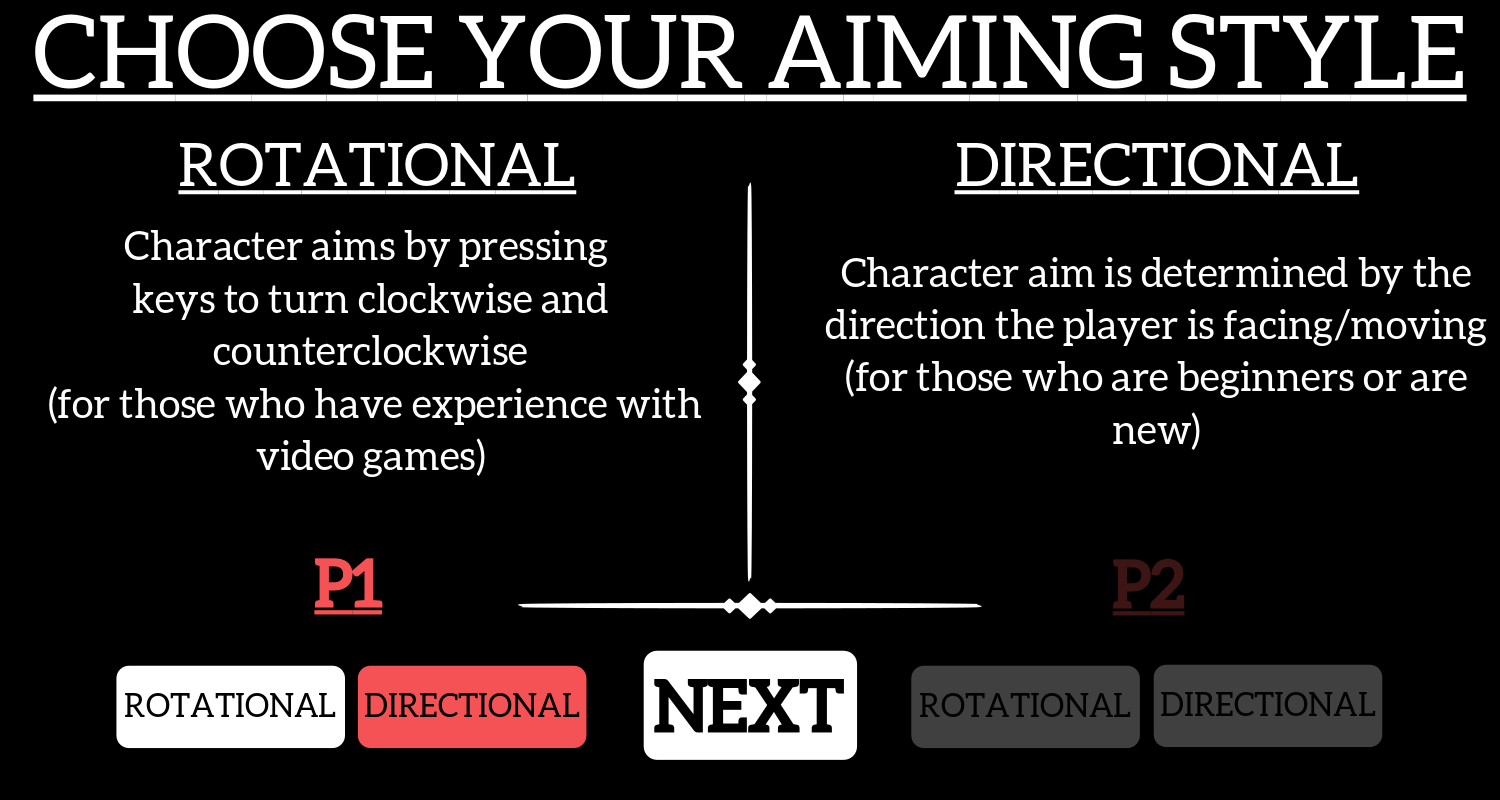 CHOOSE YOUR AIMING STYLE
ROTATIONAL
Character aims by pressing
keys to turn clockwise and
counterclockwise
(for those who have experience with
video games)
DIRECTIONAL
Character aim is determined by the
direction the player is facing/moving
(for those who are beginners or are
new)
P1
ROTATIONAL
DIRECTIONAL
NEXT
P2
ROTATIONAL
DIRECTIONAL